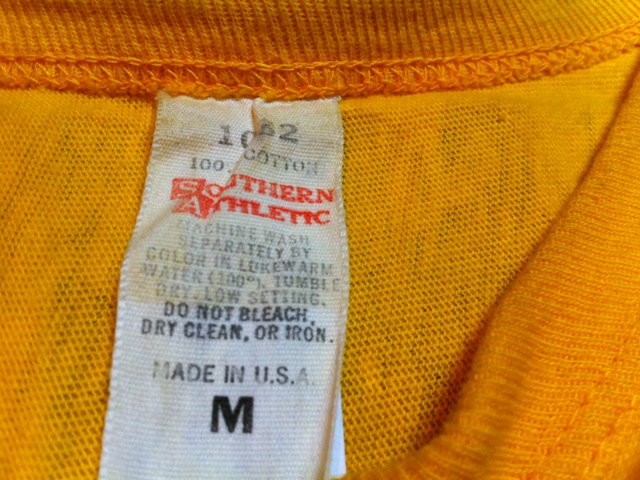 100 COTTON
SOUTHERN
ATHLETIC
MACHINE WASH
SEPARATELY BY
COLOR IN LUKEWARM
WATER (100°). TUMBLE
DRY. LOW SETTING.
DO NOT BLEACH,
DRY CLEAN, OR IRON.
MADE IN U.S.A.
M